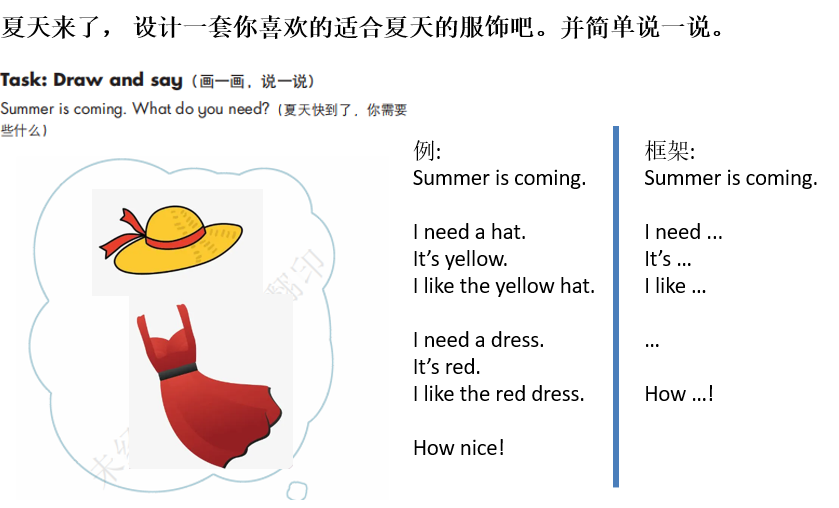 夏天来了， 设计一套你喜欢的适合夏天的服饰吧。并简单说一说。
Task: Draw and say（画一画，说一说）
Summer is coming. What do you need?（夏天快到了，你需要
些什么）
例:
Summer is coming.
I need a hat.
It’s yellow.
I like the yellow hat.
I need a dress.
It’s red.
I like the red dress.
How nice!
框架:
Summer is coming.
I need …
It’s …
I like …
…
How …!
翻印
未经